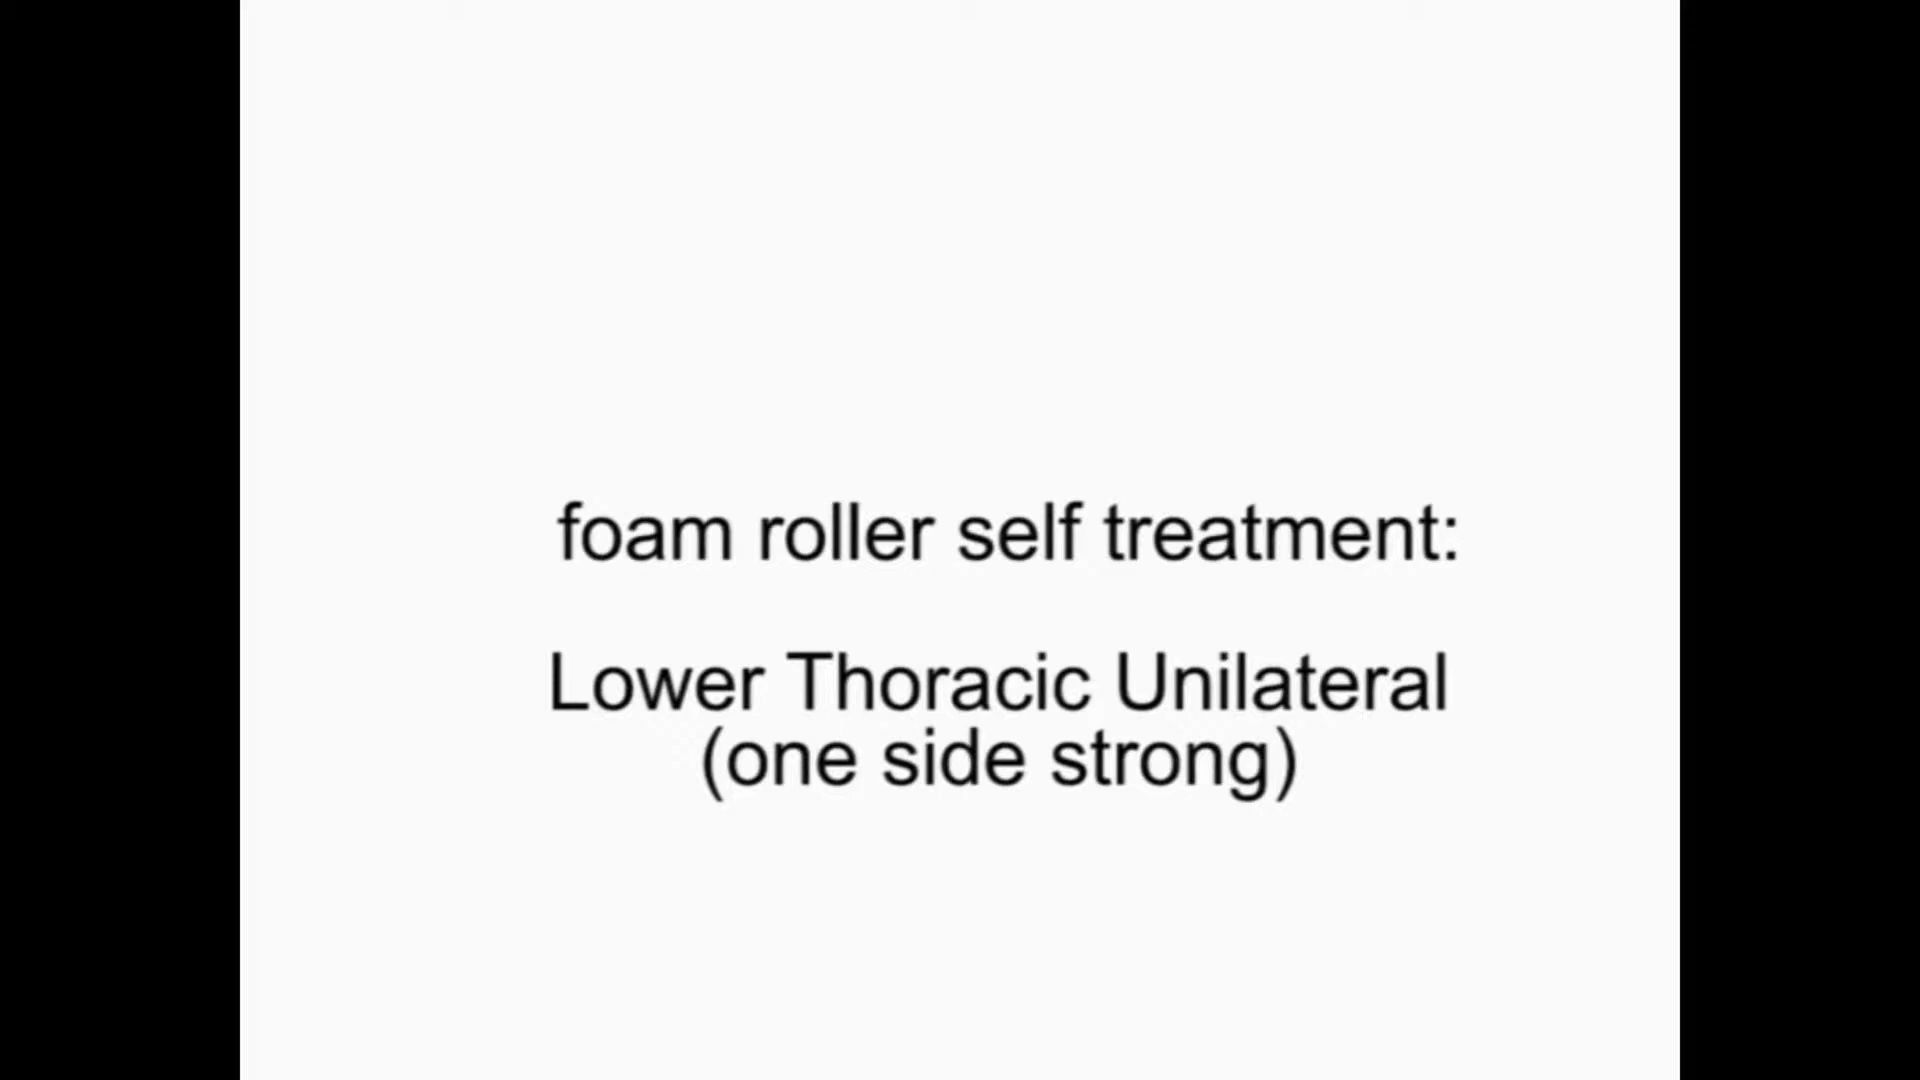 foam roller self treatment:
Lower Thoracic Unilateral
(one side strong)